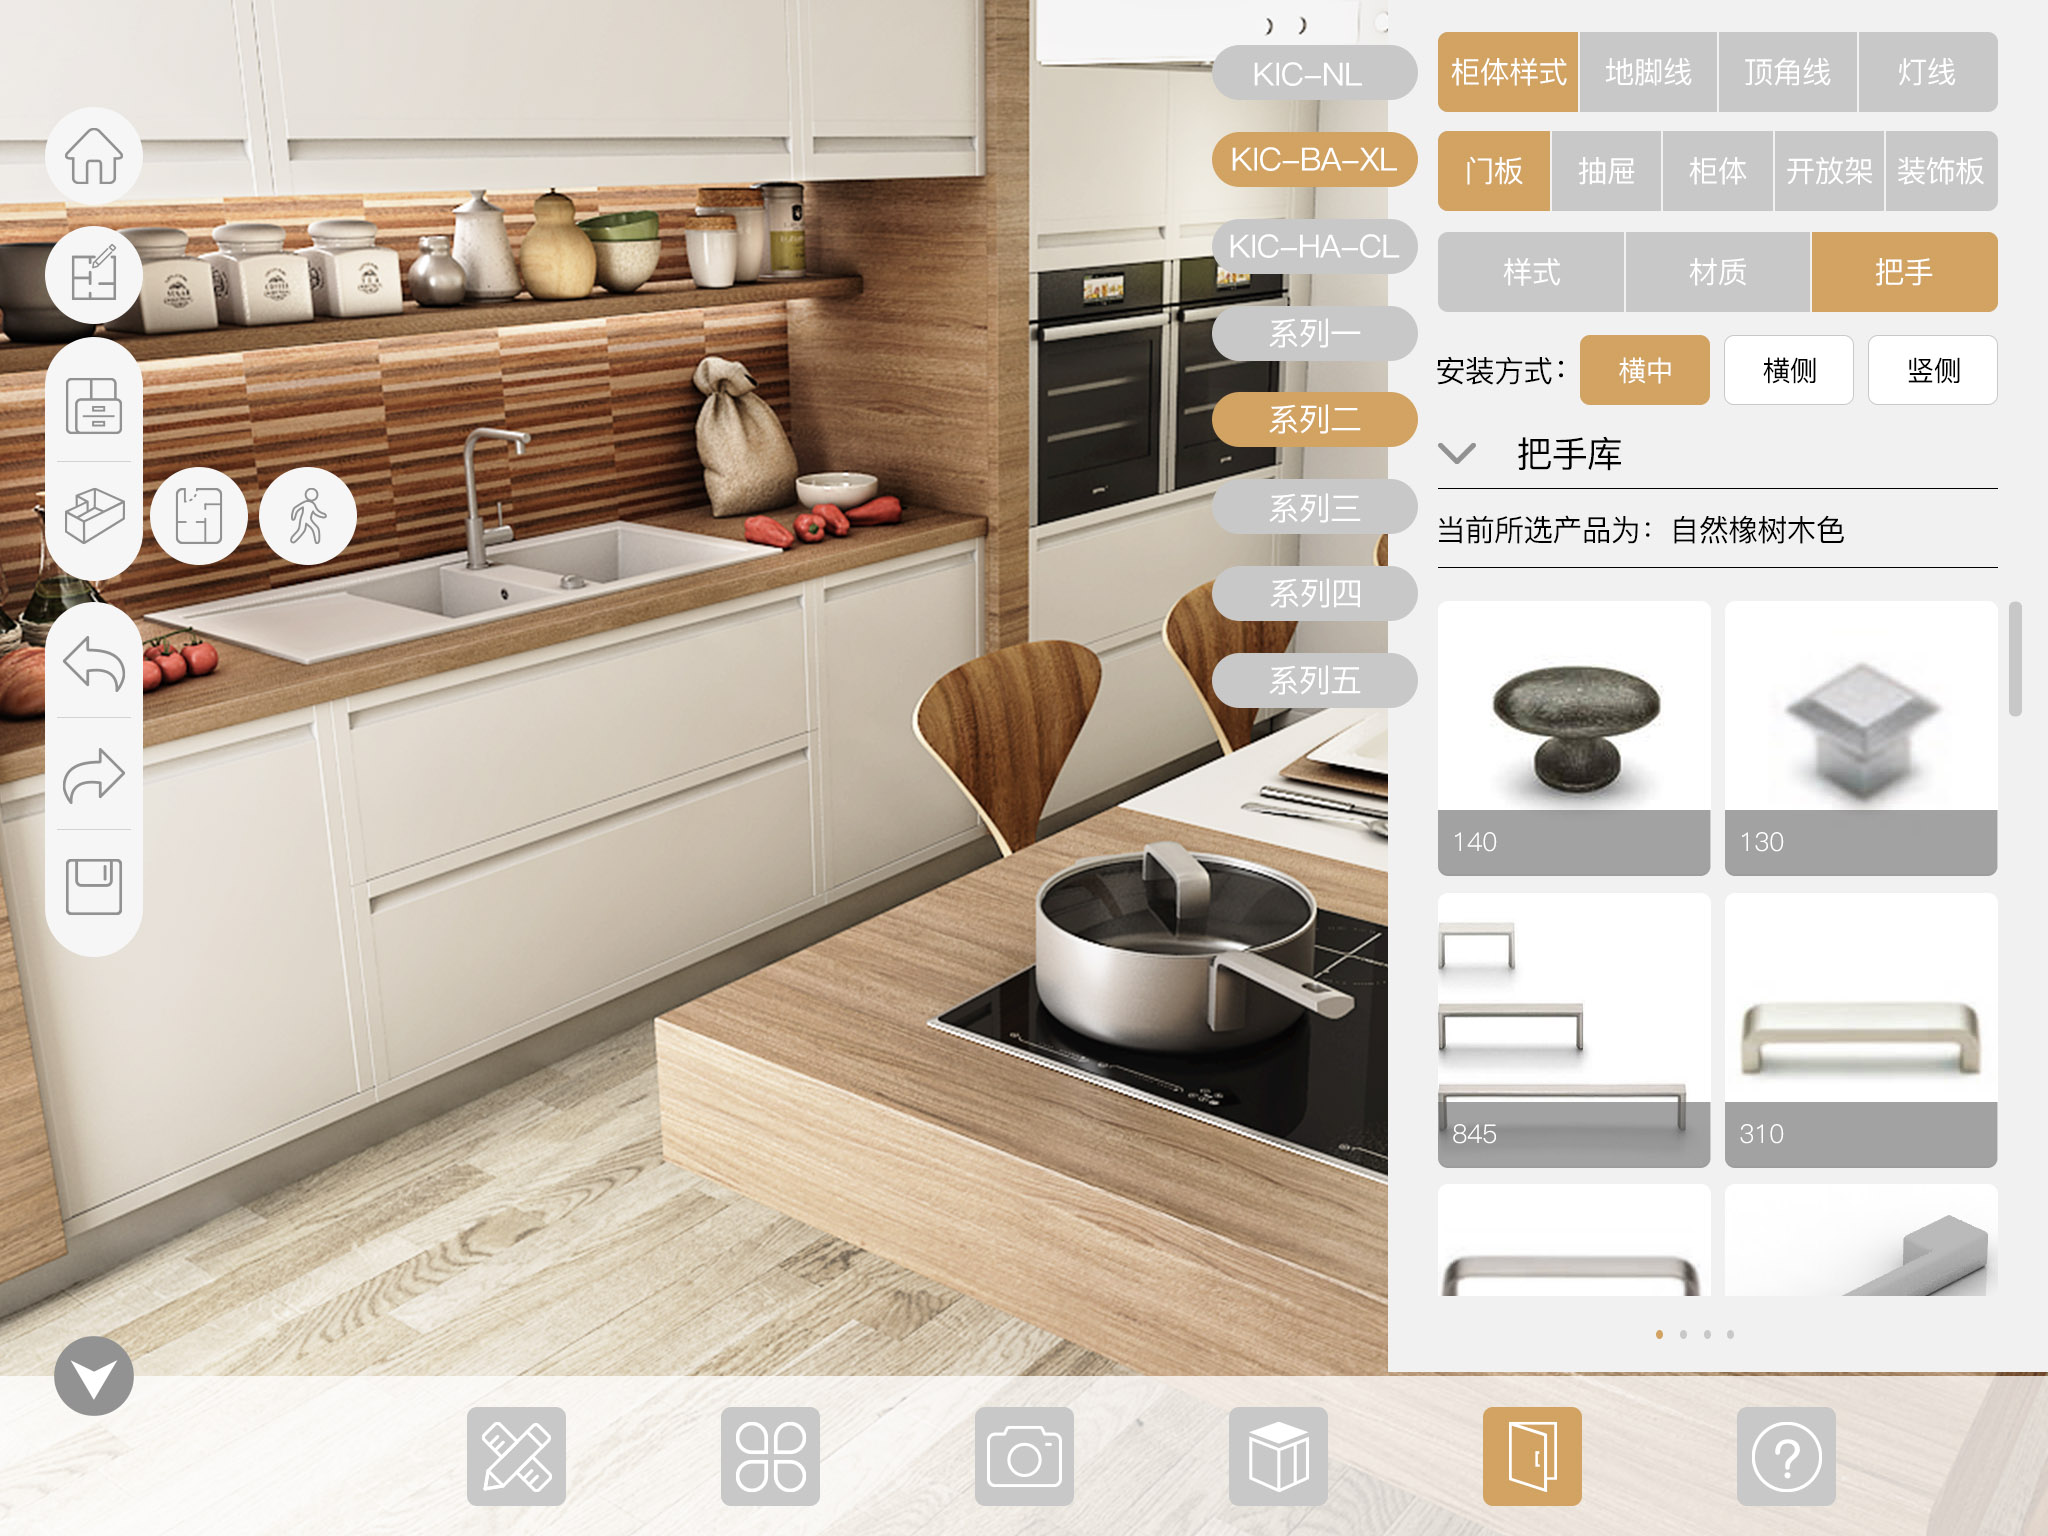 KIC-NL
KIC-BA-XL
KIC-HA-CL
系列一
系列二
系列三
系列四
系列五
柜体样式 地脚线 顶角线 灯线
门板 抽屉 柜体 开放架 装饰板
样式 材质 把手
安装方式： 横中 横侧 竖侧
把手库
当前所选产品为：自然橡树木色
140 130
845 310